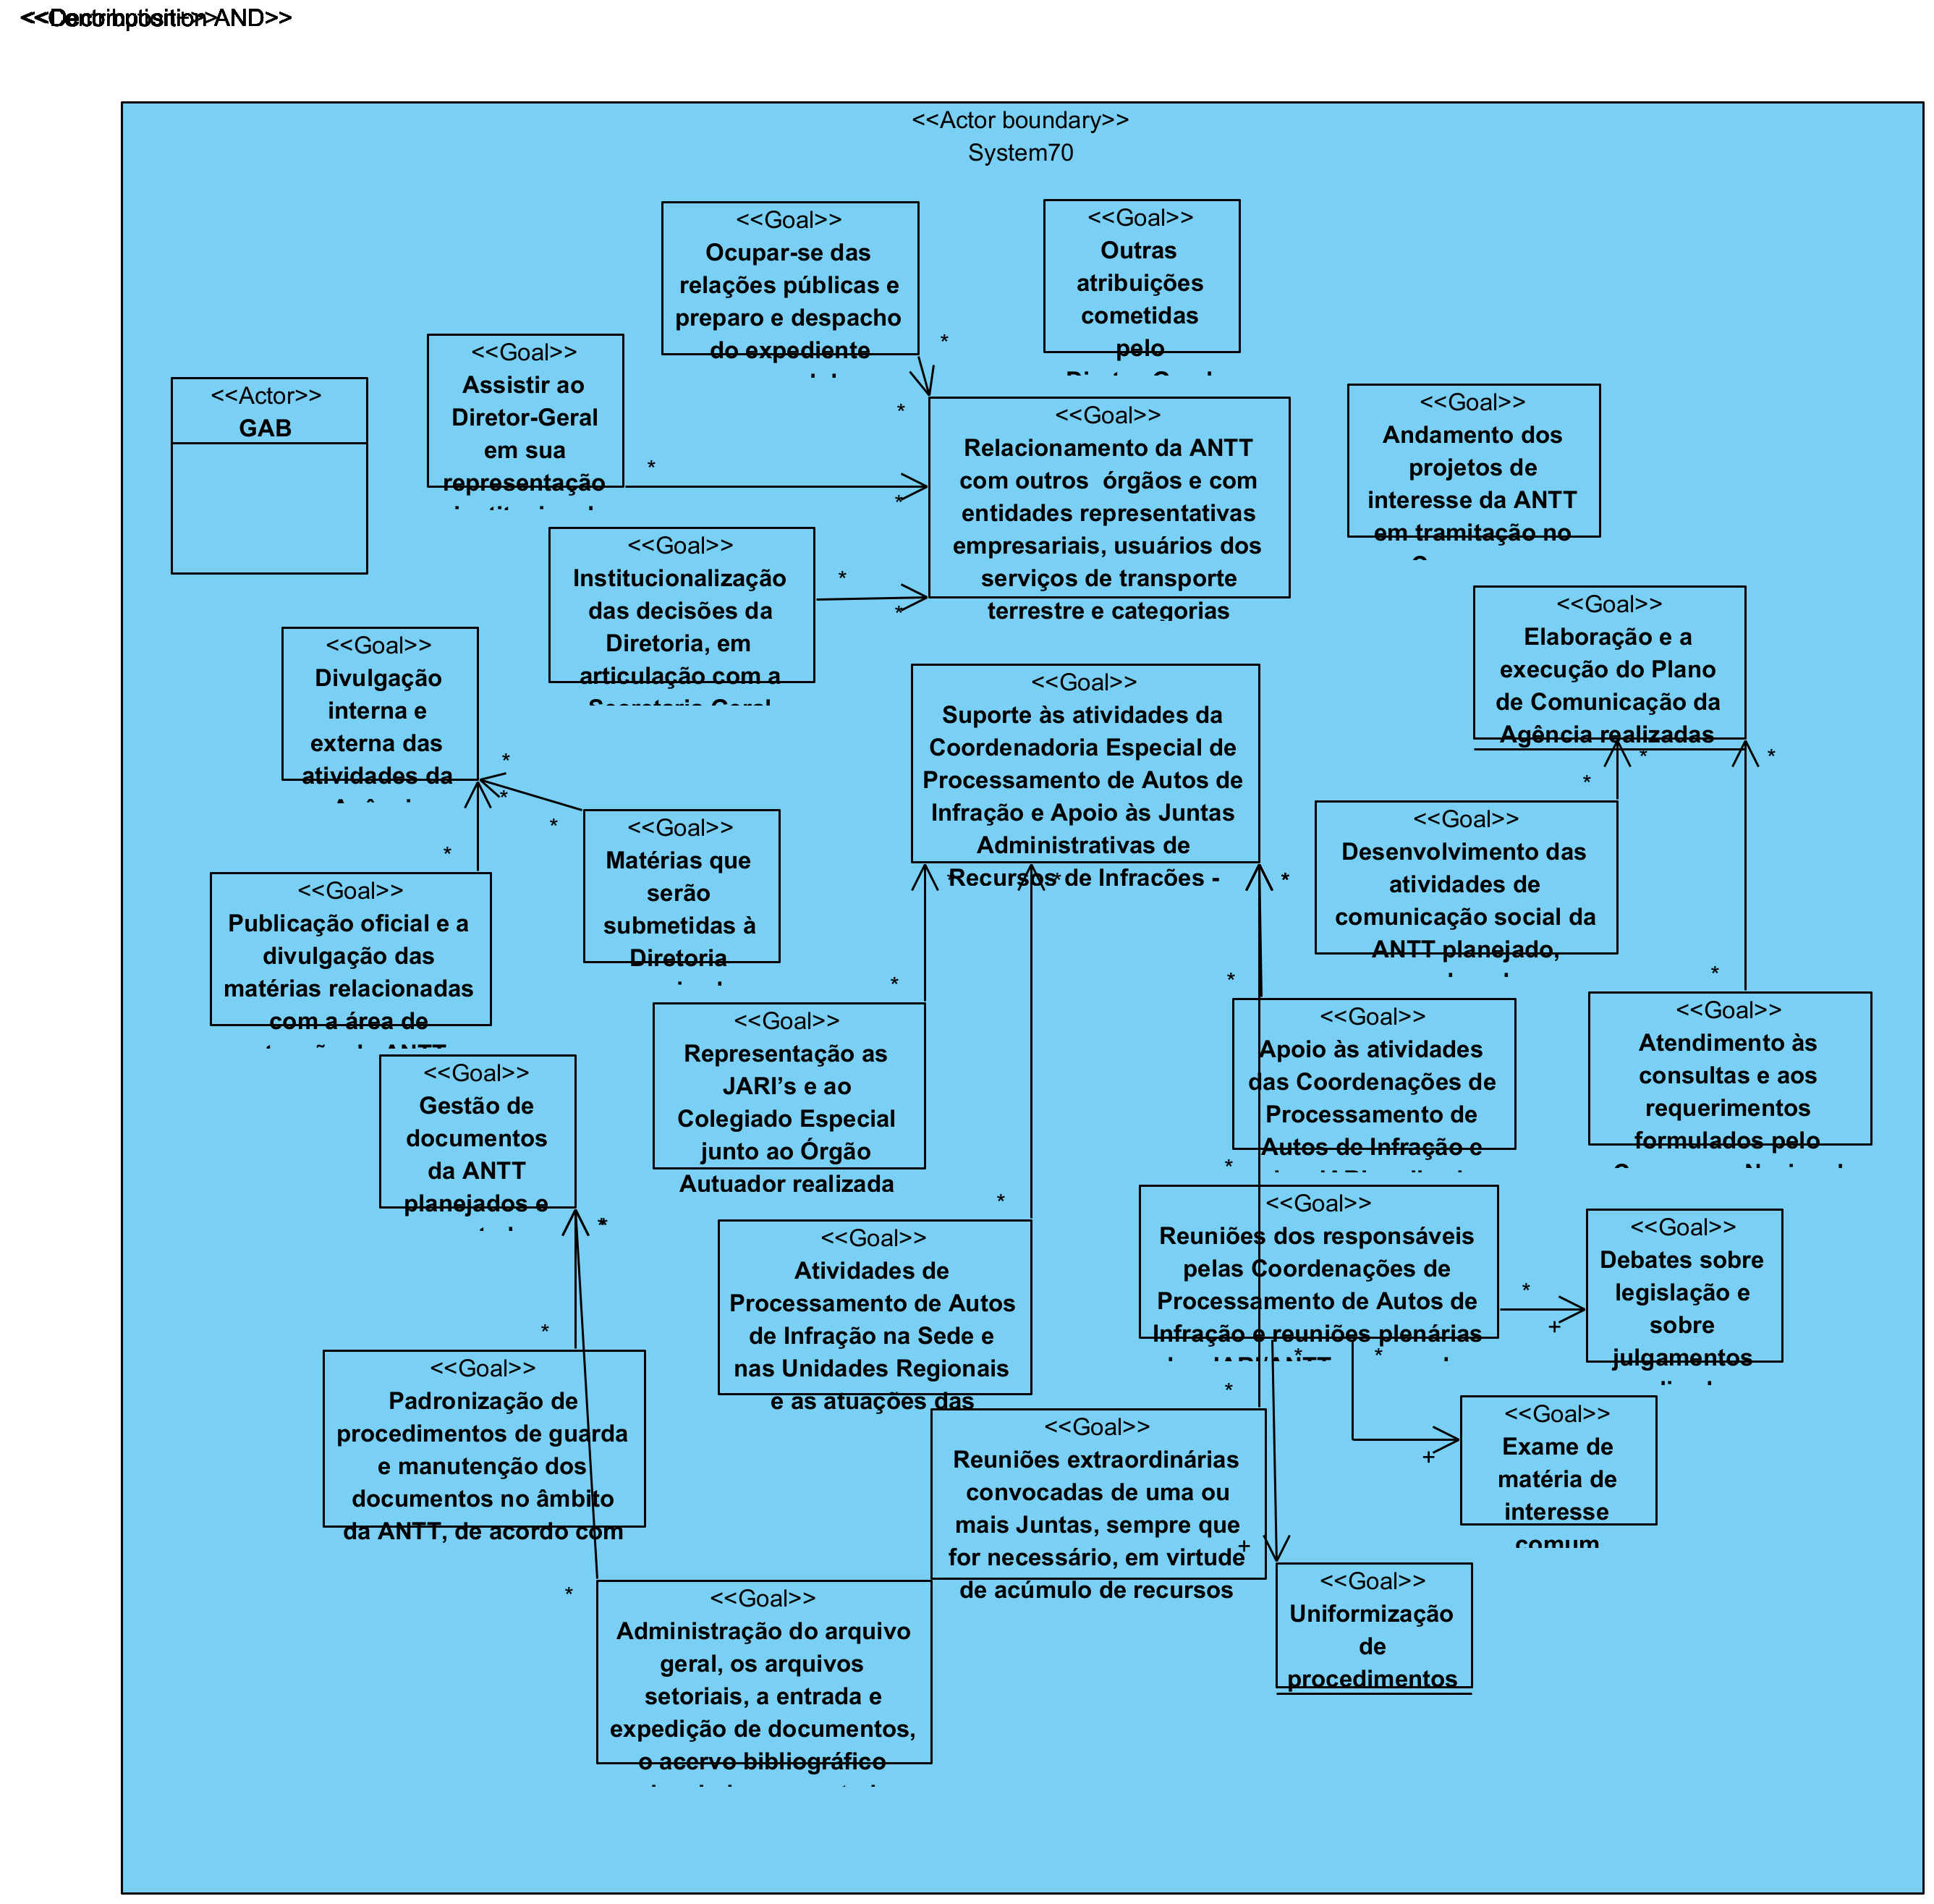 <<Actor boundary>>
System70
<<Goal>>
Ocupar-se das
relações públicas e
preparo e despacho
do expediente
<<Goal>>
Outras
atribuições
cometidas
pelo
<<Goal>>
Assistir ao
Diretor-Geral
em sua
representação
<<Actor>>
GAB
<<Goal>>
Relacionamento da ANTT
com outros órgãos e com
entidades representativas
empresariais, usuários dos
serviços de transporte
terrestre e categorias
<<Goal>>
Andamento dos
projetos de
interesse da ANTT
em tramitação no
<<Goal>>
Institucionalização
das decisões da
Diretoria, em
articulação com a
<<Goal>>
Elaboração e a
execução do Plano
de Comunicação da
Agência realizadas
<<Goal>>
Divulgação
interna e
externa das
atividades da
<<Goal>>
Suporte às atividades da
Coordenadoria Especial de
Processamento de Autos de
Infração e Apoio às Juntas
Administrativas de
Recursos de Infrações -
<<Goal>>
Matérias que
serão
submetidas à
Diretoria
<<Goal>>
Desenvolvimento das
atividades de
comunicação social da
ANTT planejado,
<<Goal>>
Publicação oficial e a
divulgação das
matérias relacionadas
com a área de
<<Goal>>
Representação as
JARI's e ao
Colegiado Especial
junto ao Órgão
Autuador realizada
<<Goal>>
Apoio às atividades
das Coordenações de
Processamento de
Autos de Infração e
<<Goal>>
Atendimento às
consultas e aos
requerimentos
formulados pelo
<<Goal>>
Gestão de
documentos
da ANTT
planejados e
<<Goal>>
Atividades de
Processamento de Autos
de Infração na Sede e
nas Unidades Regionais
e as atuações das
<<Goal>>
Reuniões dos responsáveis
pelas Coordenações de
Processamento de Autos de
Infração e reuniões plenárias
<<Goal>>
Debates sobre
legislação e
sobre
julgamentos
<<Goal>>
Padronização de
procedimentos de guarda
e manutenção dos
documentos no âmbito
da ANTT, de acordo com
<<Goal>>
Reuniões extraordinárias
convocadas de uma ou
mais Juntas, sempre que
for necessário, em virtude
de acúmulo de recursos
<<Goal>>
Exame de
matéria de
interesse
comum
<<Goal>>
Uniformização
de
procedimentos
<<Goal>>
Administração do arquivo
geral, os arquivos
setoriais, a entrada e
expedição de documentos,
o acervo bibliográfico